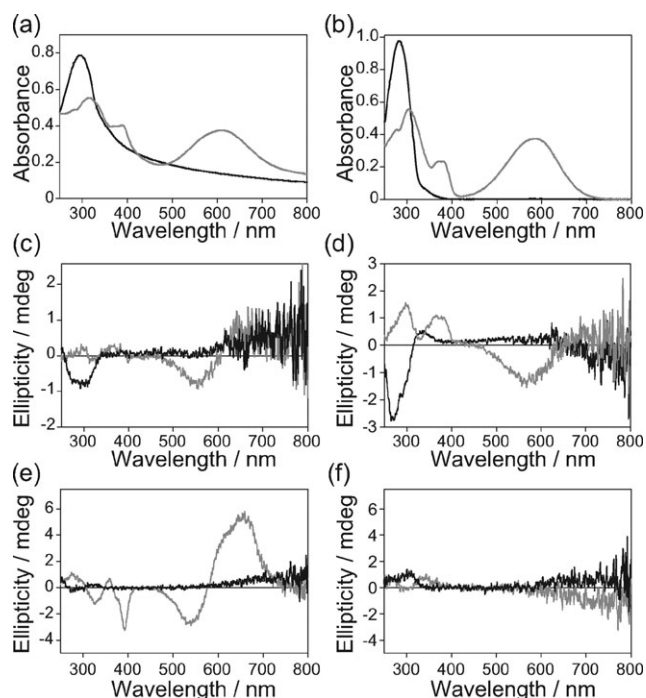 (a)
Absorbance
0.8
0.6
0.4
0.2
0
300 400 500 600 700 800
Wavelength / nm
(b)
Absorbance
1.0
0.8
0.6
0.4
0.2
0
300 400 500 600 700 800
Wavelength / nm
(c)
Ellipticity / mdeg
2
1
0
-1
-2
300 400 500 600 700 800
Wavelength / nm
(d)
Ellipticity / mdeg
3
2
1
0
-1
-2
-3
300 400 500 600 700 800
Wavelength / nm
(e)
Ellipticity / mdeg
6
4
2
0
-2
-4
300 400 500 600 700 800
Wavelength / nm
(f)
Ellipticity / mdeg
6
4
2
0
-2
-4
300 400 500 600 700 800
Wavelength / nm